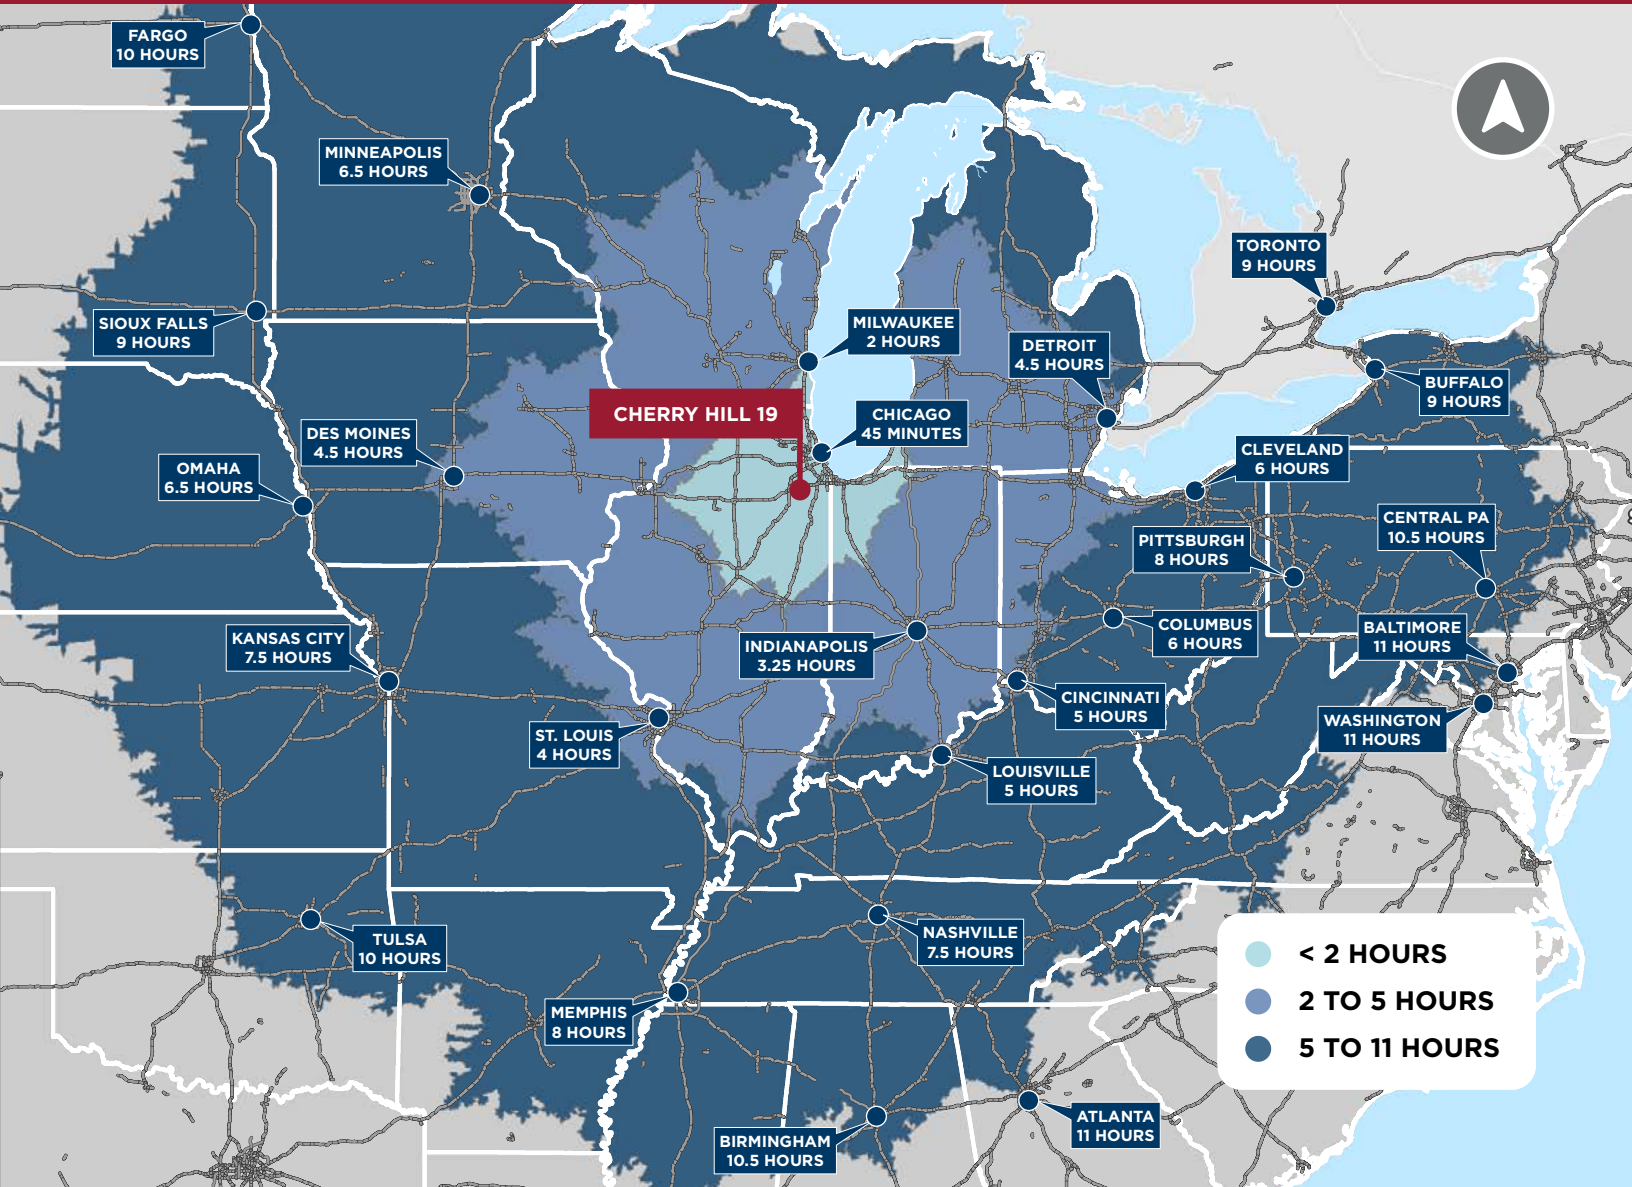 FARGO
10 HOURS
MINNEAPOLIS
6.5 HOURS
TORONTO
9 HOURS
SIOUX FALLS
9 HOURS
MILWAUKEE
2 HOURS
DETROIT
4.5 HOURS
BUFFALO
9 HOURS
CHERRY HILL 19
CHICAGO
45 MINUTES
DES MOINES
4.5 HOURS
CLEVELAND
6 HOURS
OMAHA
6.5 HOURS
CENTRAL PA
10.5 HOURS
PITTSBURGH
8 HOURS
COLUMBUS
6 HOURS
BALTIMORE
11 HOURS
KANSAS CITY
7.5 HOURS
INDIANAPOLIS
3.25 HOURS
CINCINNATI
5 HOURS
WASHINGTON
11 HOURS
ST. LOUIS
4 HOURS
LOUISVILLE
5 HOURS
TULSA
10 HOURS
NASHVILLE
7.5 HOURS
MEMPHIS
8 HOURS
ATLANTA
11 HOURS
BIRMINGHAM
10.5 HOURS
< 2 HOURS
2 TO 5 HOURS
5 TO 11 HOURS